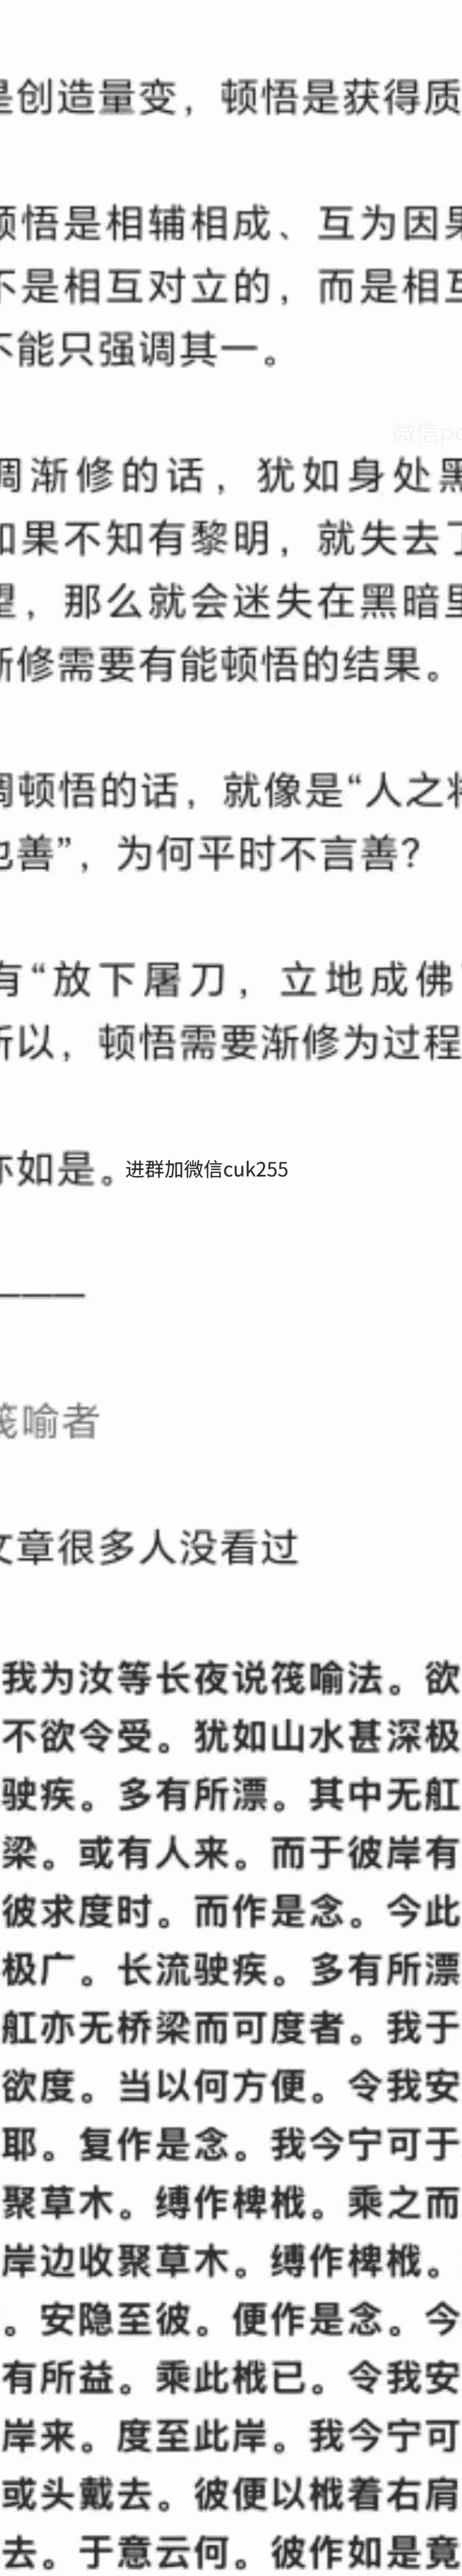 是创造量变，顿悟是获得质
顿悟是相辅相成、互为因果
不是相互对立的，而是相互
不能只强调其一。
微信pe
调渐修的话，犹如身处黑
如果不知有黎明，就失去了
望，那么就会迷失在黑暗里
渐修需要有能顿悟的结果。
调顿悟的话，就像是“人之将
也善”，为何平时不言善？
有“放下屠刀，立地成佛”
所以，顿悟需要渐修为过程
亦如是。进群加微信cuk255
———
筏喻者
文章很多人没看过
我为汝等长夜说筏喻法。欲
不欲令受。犹如山水甚深极
驶疾。多有所漂。其中无舡
梁。或有人来。而于彼岸有
彼求度时。而作是念。今此
极广。长流驶疾。多有所漂
舡亦无桥梁而可度者。我于
欲度。当以何方便。令我安
耶。复作是念。我今宁可于
聚草木。缚作椑栰。乘之而
岸边收聚草木。缚作椑栰。
。安隐至彼。便作是念。今
有所益。乘此栰已。令我安
岸来。度至此岸。我今宁可
或头戴去。彼便以栰着右肩
去。于意云何。彼作如是竟